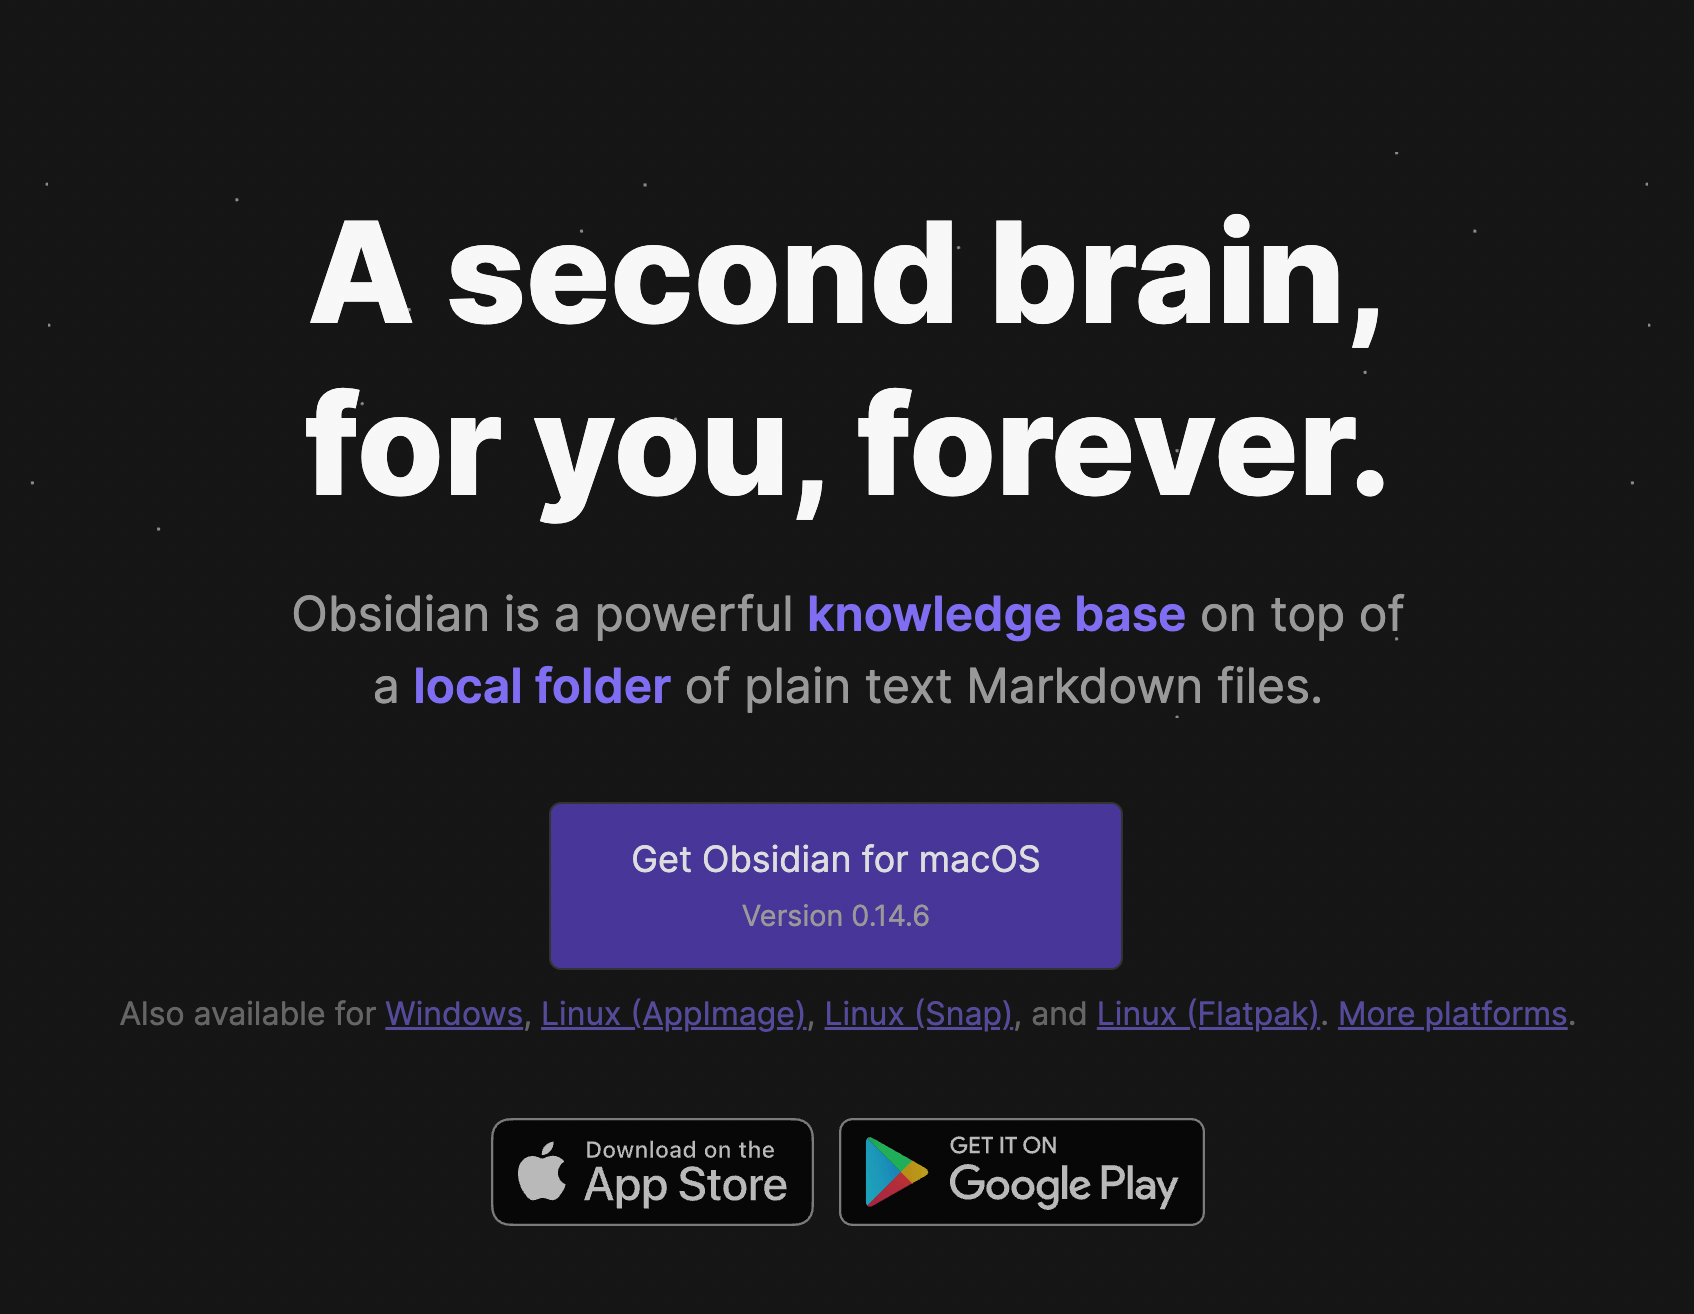 A second brain,
for you, forever.
Obsidian is a powerful knowledge base on top of
a local folder of plain text Markdown files.
Get Obsidian for macOS
Version 0.14.6
Also available for Windows, Linux (AppImage), Linux (Snap), and Linux (Flatpak). More platforms.
Download on the
App Store
GET IT ON
Google Play